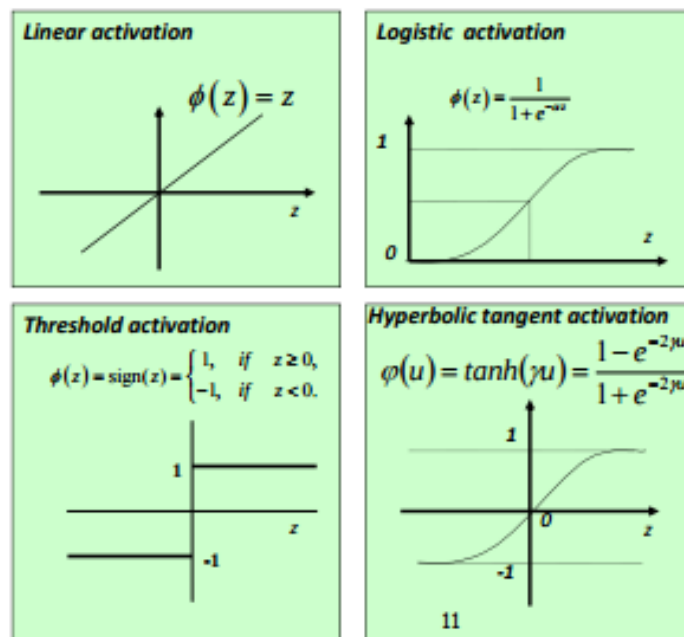 Linear activation
ϕ(z) = z
z
Logistic activation
ϕ(z) = 1 / (1 + e^{-αz})
1
0
z
Threshold activation
ϕ(z) = sign(z) = { 1, if z ≥ 0,
-1, if z < 0.
1
z
-1
Hyperbolic tangent activation
φ(u) = tanh(γu) = (1 − e^{−2γu}) / (1 + e^{−2γu})
1
0
z
-1
11